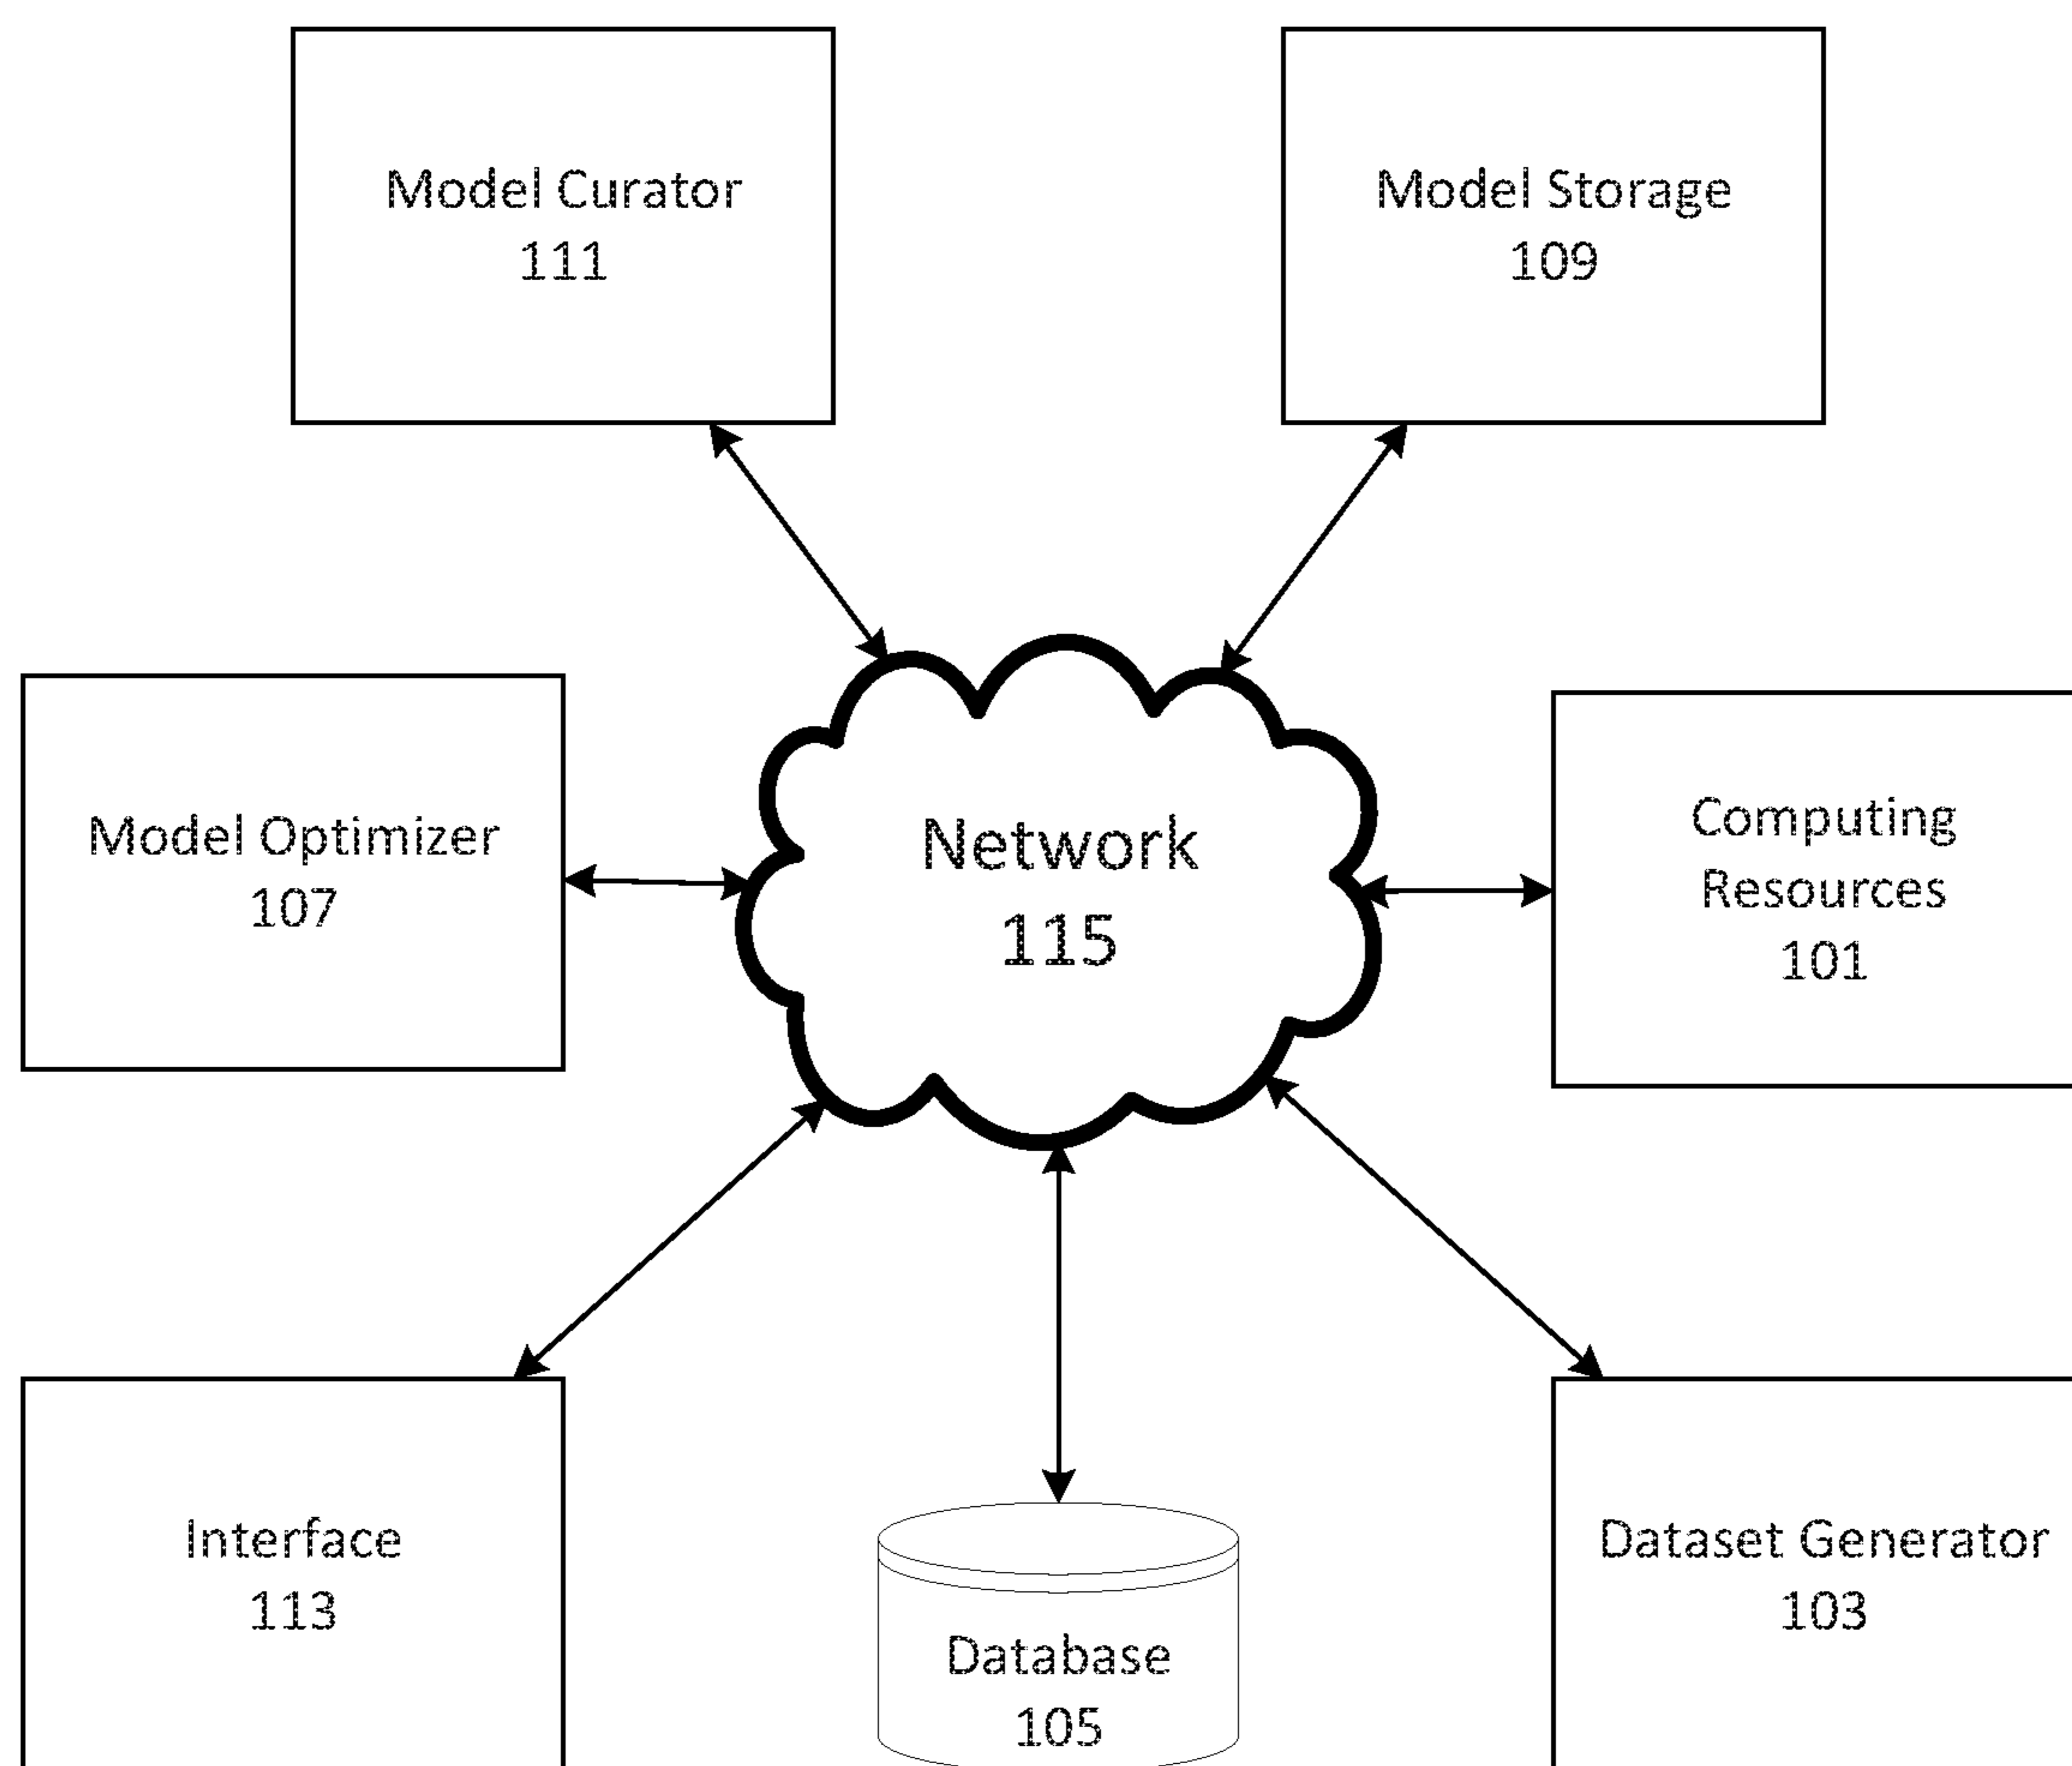 Model Curator
111
Model Storage
109
Model Optimizer
107
Network
115
Computing
Resources
101
Interface
113
Database
105
Dataset Generator
103